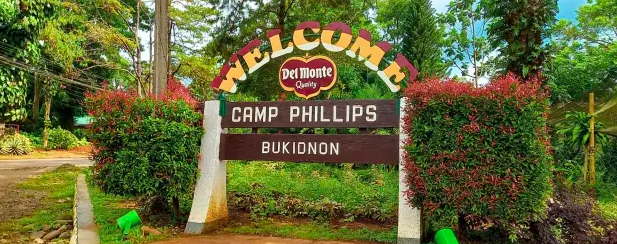 WELCOME
Del Monte
Quality
CAMP PHILLIPS
BUKIDNON